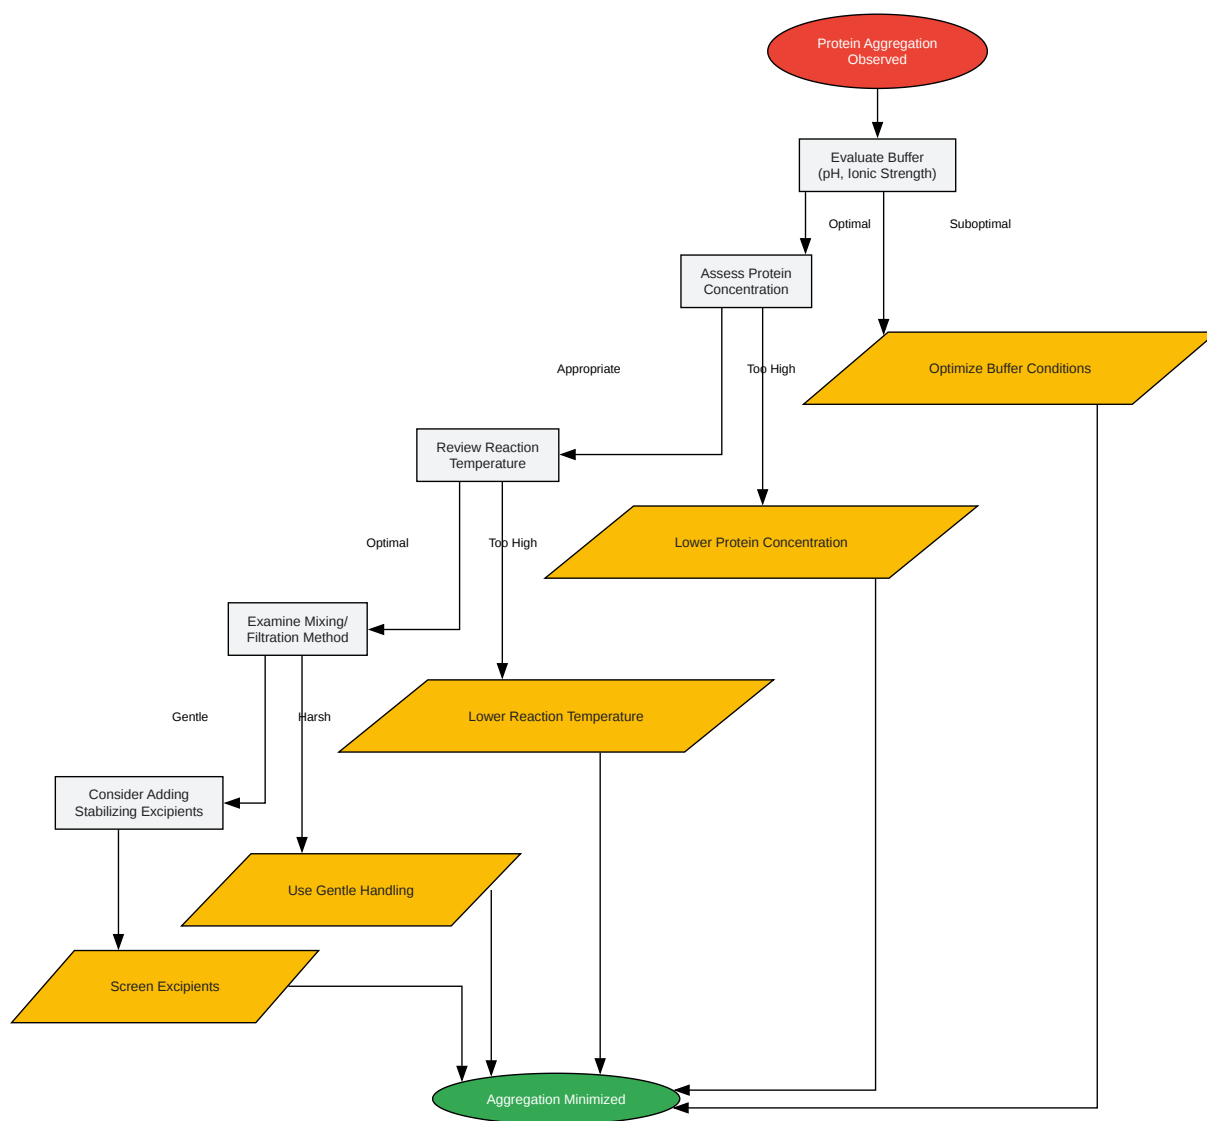 Protein Aggregation
Observed
Evaluate Buffer
(pH, Ionic Strength)
Optimal
Suboptimal
Assess Protein
Concentration
Appropriate
Too High
Optimize Buffer Conditions
Review Reaction
Temperature
Optimal
Too High
Lower Protein Concentration
Examine Mixing/
Filtration Method
Gentle
Harsh
Lower Reaction Temperature
Consider Adding
Stabilizing Excipients
Use Gentle Handling
Screen Excipients
Aggregation Minimized